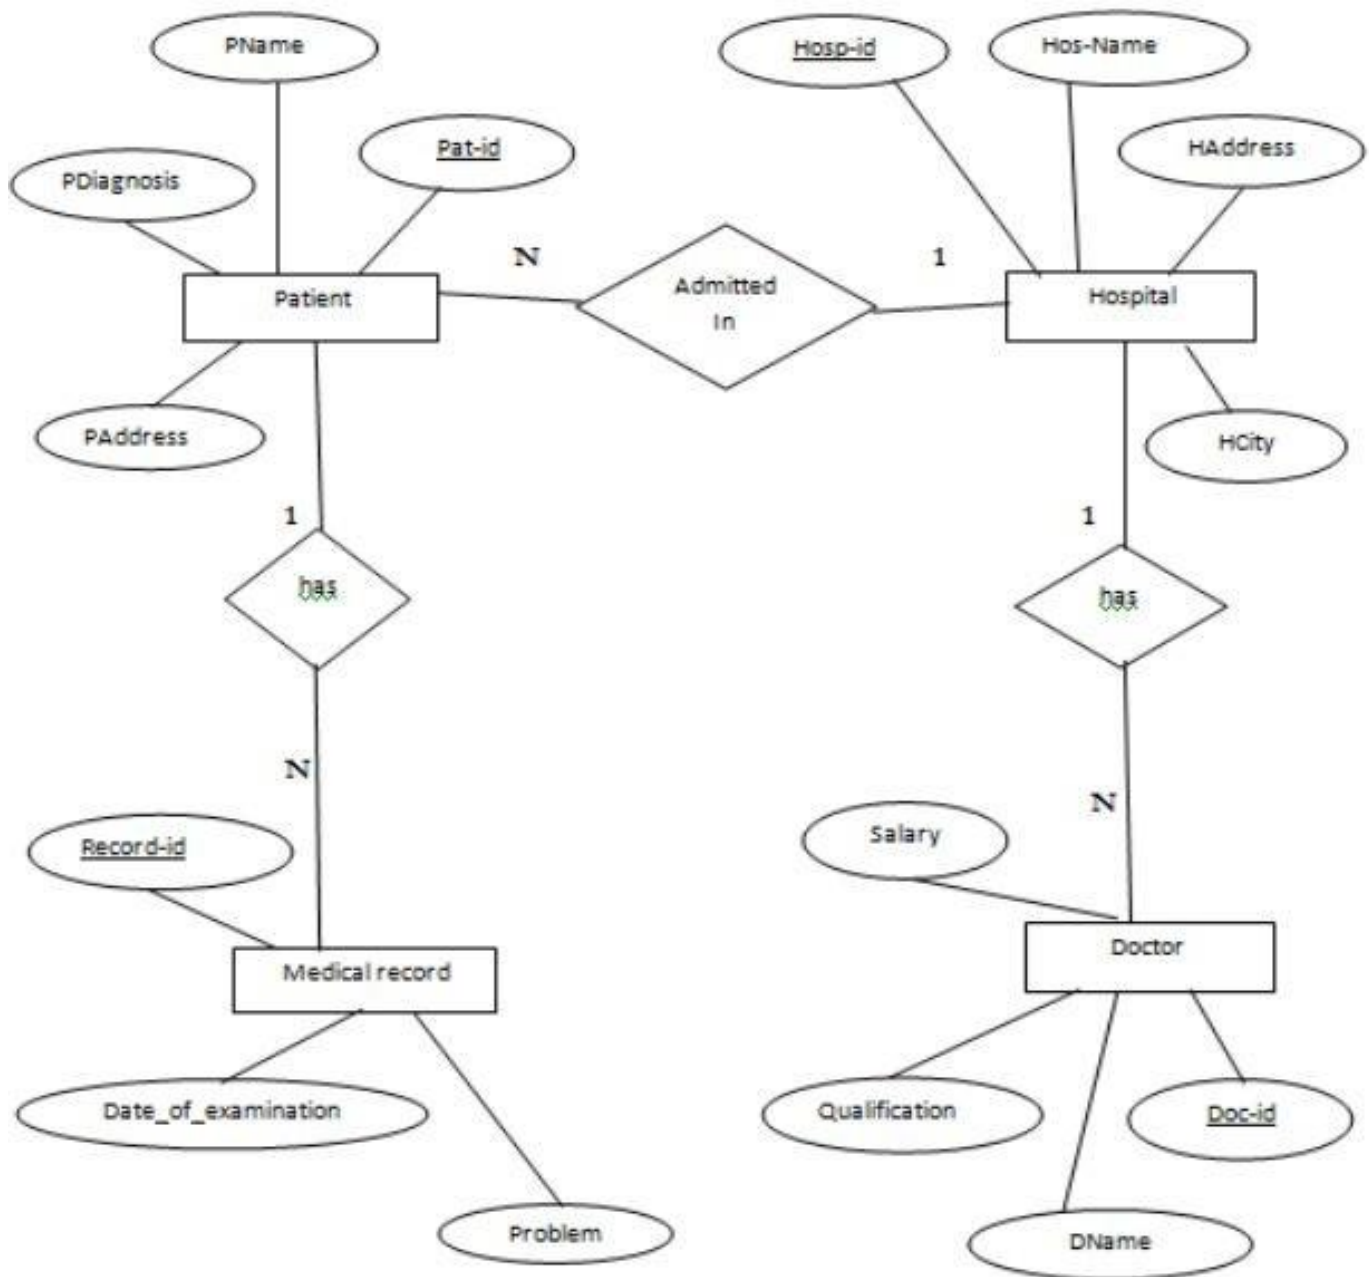 PName
Hosp-id
Hos-Name
Pat-id
HAddress
PDiagnosis
N
1
Admitted
In
Patient
Hospital
PAddress
HCity
1
1
has
has
N
N
Salary
Record-id
Doctor
Medical record
Date_of_examination
Qualification
Doc-id
Problem
DName